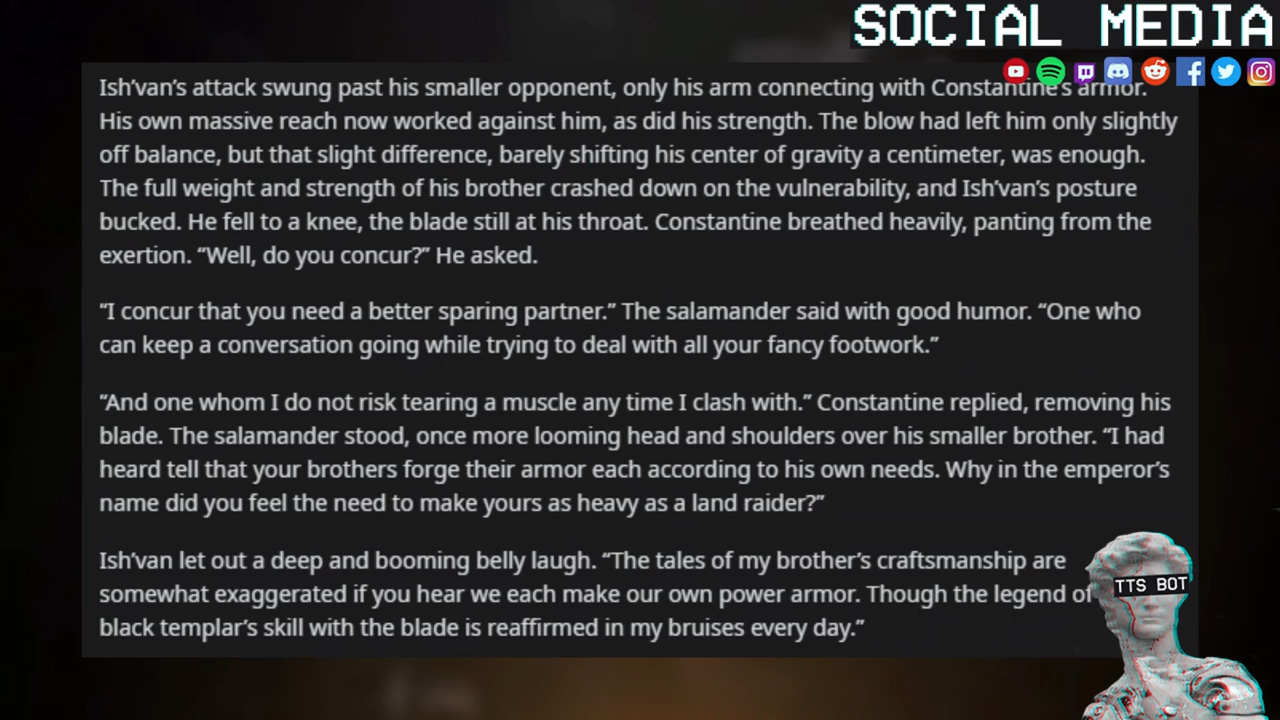 SOCIAL MEDIA
Ish’van’s attack swung past his smaller opponent, only his arm connecting with Constantine’s armor.
His own massive reach now worked against him, as did his strength. The blow had left him only slightly
off balance, but that slight difference, barely shifting his center of gravity a centimeter, was enough.
The full weight and strength of his brother crashed down on the vulnerability, and Ish’van’s posture
bucked. He fell to a knee, the blade still at his throat. Constantine breathed heavily, panting from the
exertion. “Well, do you concur?” He asked.
“I concur that you need a better sparing partner.” The salamander said with good humor. “One who
can keep a conversation going while trying to deal with all your fancy footwork.”
“And one whom I do not risk tearing a muscle any time I clash with.” Constantine replied, removing his
blade. The salamander stood, once more looming head and shoulders over his smaller brother. “I had
heard tell that your brothers forge their armor each according to his own needs. Why in the emperor’s
name did you feel the need to make yours as heavy as a land raider?”
Ish’van let out a deep and booming belly laugh. “The tales of my brother’s craftsmanship are
somewhat exaggerated if you hear we each make our own power armor. Though the legend of
black templar’s skill with the blade is reaffirmed in my bruises every day.”
TTS BOT